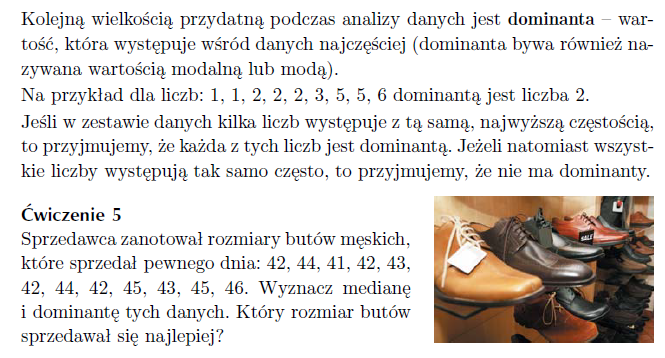 Kolejną wielkością przydatną podczas analizy danych jest dominanta – war-
tość, która występuje wśród danych najczęściej (dominanta bywa również na-
zywana wartością modalną lub modą).
Na przykład dla liczb: 1, 1, 2, 2, 2, 3, 5, 5, 6 dominantą jest liczba 2.
Jeśli w zestawie danych kilka liczb występuje z tą samą, najwyższą częstością,
to przyjmujemy, że każda z tych liczb jest dominantą. Jeżeli natomiast wszyst-
kie liczby występują tak samo często, to przyjmujemy, że nie ma dominanty.
Ćwiczenie 5
Sprzedawca zanotował rozmiary butów męskich,
które sprzedał pewnego dnia: 42, 44, 41, 42, 43,
42, 44, 42, 45, 43, 45, 46. Wyznacz medianę
i dominantę tych danych. Który rozmiar butów
sprzedawał się najlepiej?
SALE